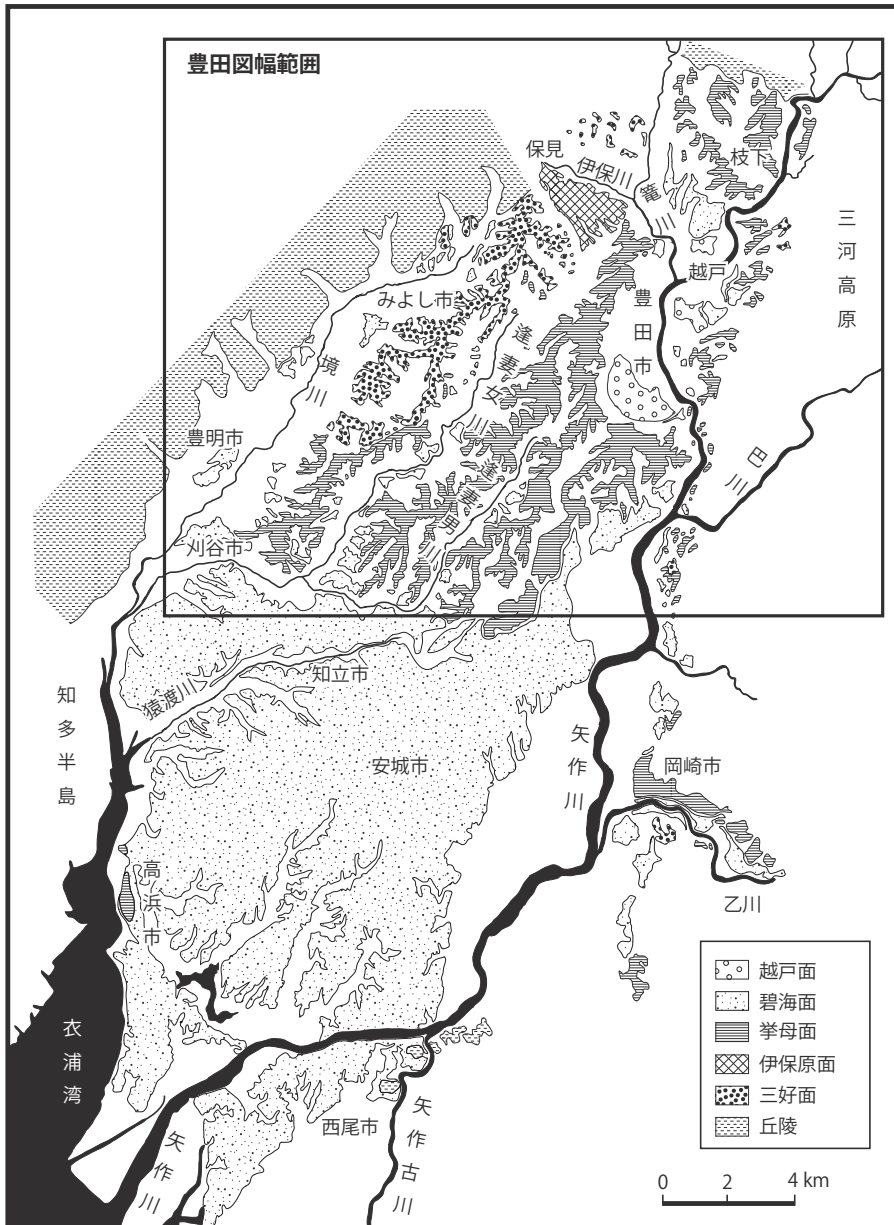 豊田図幅範囲
保見
伊保川
籠川
枝下
三河高原
越戸
みよし市
豊田市
逢妻女川
境川
豊明市
逢妻男川
巴川
刈谷市
猿渡川
知立市
知多半島
安城市
矢作川
岡崎市
高浜市
乙川
衣浦湾
西尾市
矢作古川
矢作川
越戸面
碧海面
挙母面
伊保原面
三好面
丘陵
0 2 4 km